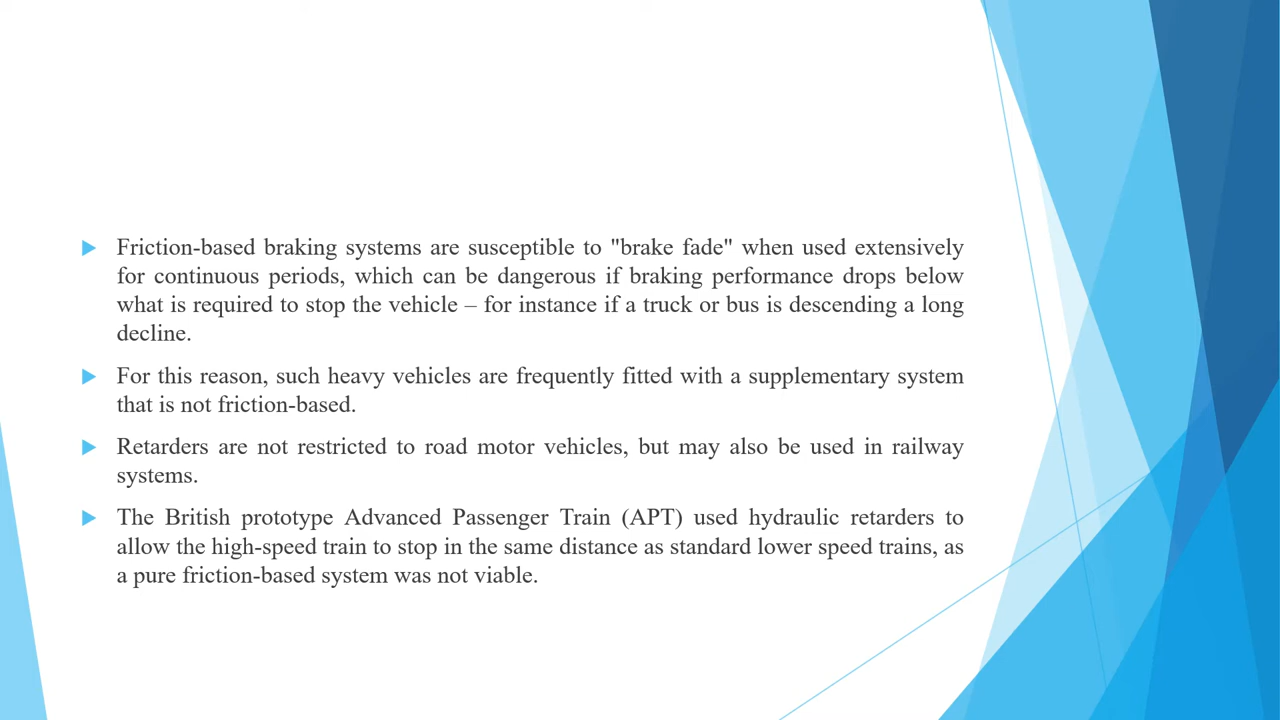 Friction-based braking systems are susceptible to "brake fade" when used extensively
for continuous periods, which can be dangerous if braking performance drops below
what is required to stop the vehicle – for instance if a truck or bus is descending a long
decline.
For this reason, such heavy vehicles are frequently fitted with a supplementary system
that is not friction-based.
Retarders are not restricted to road motor vehicles, but may also be used in railway
systems.
The British prototype Advanced Passenger Train (APT) used hydraulic retarders to
allow the high-speed train to stop in the same distance as standard lower speed trains, as
a pure friction-based system was not viable.